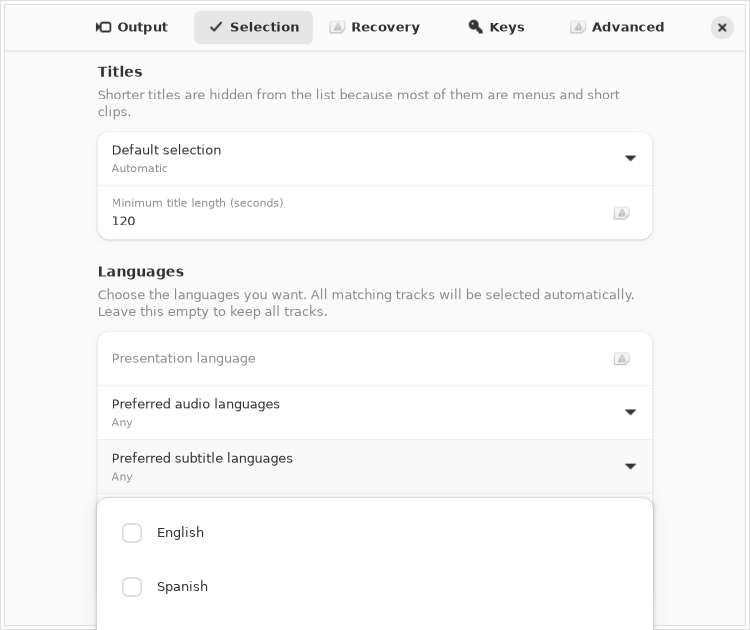 Output
Selection
Recovery
Keys
Advanced
Titles
Shorter titles are hidden from the list because most of them are menus and short
clips.
Default selection
Automatic
Minimum title length (seconds)
120
Languages
Choose the languages you want. All matching tracks will be selected automatically.
Leave this empty to keep all tracks.
Presentation language
Preferred audio languages
Any
Preferred subtitle languages
Any
English
Spanish